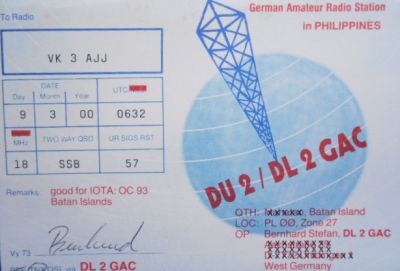 To Radio
German Amateur Radio Station
in PHILIPPINES
VK 3 AJJ
DATE
UTC
Day Month Year
9 3 00 0632
MHz TWO WAY QSO UR SIGS RST
18 SSB 57
DU 2 / DL 2 GAC
Remarks: good for IOTA: OC 93
Batan Islands
QTH: Batan Island
LOC: PL ØØ, Zone 27
OP: Bernhard Stefan, DL 2 GAC
West Germany
Vy 73
via DL 2 GAC